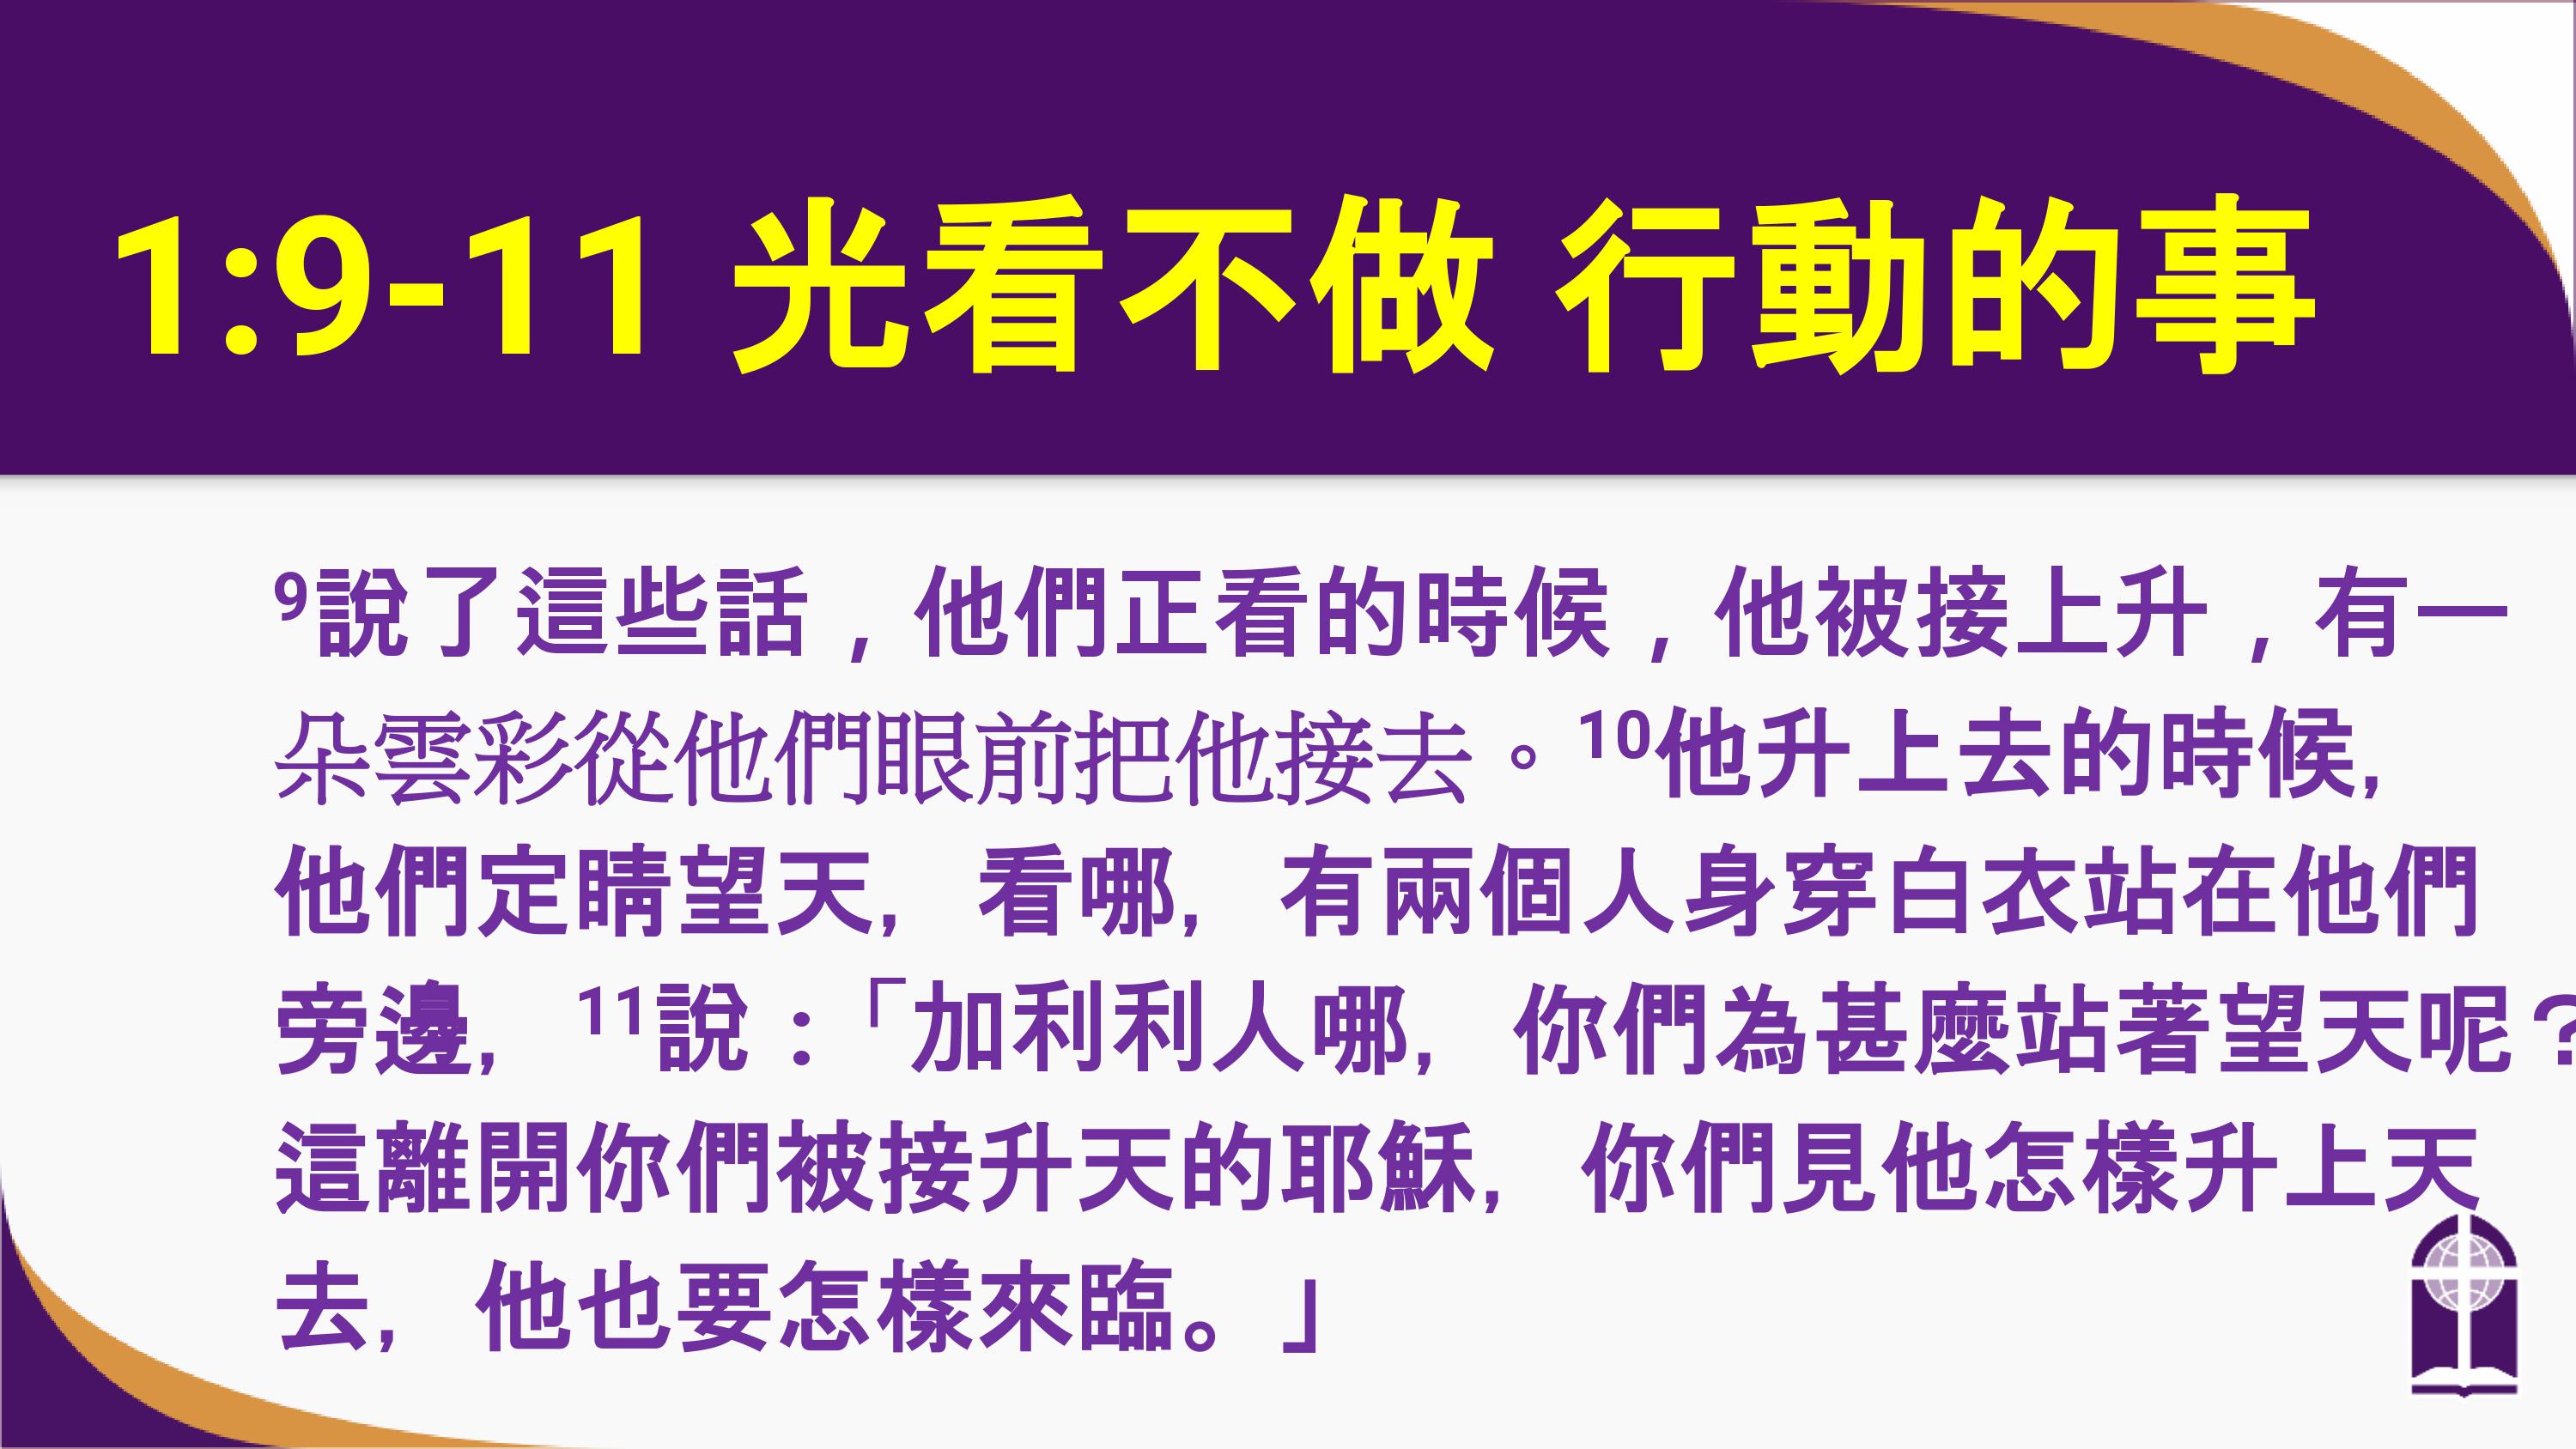 1:9-11 光看不做 行動的事
9說了這些話，他們正看的時候，他被接上升，有一
朵雲彩從他們眼前把他接去。10他升上去的時候，
他們定睛望天，看哪，有兩個人身穿白衣站在他們
旁邊，11說：「加利利人哪，你們為甚麼站著望天呢？
這離開你們被接升天的耶穌，你們見他怎樣升上天
去，他也要怎樣來臨。」